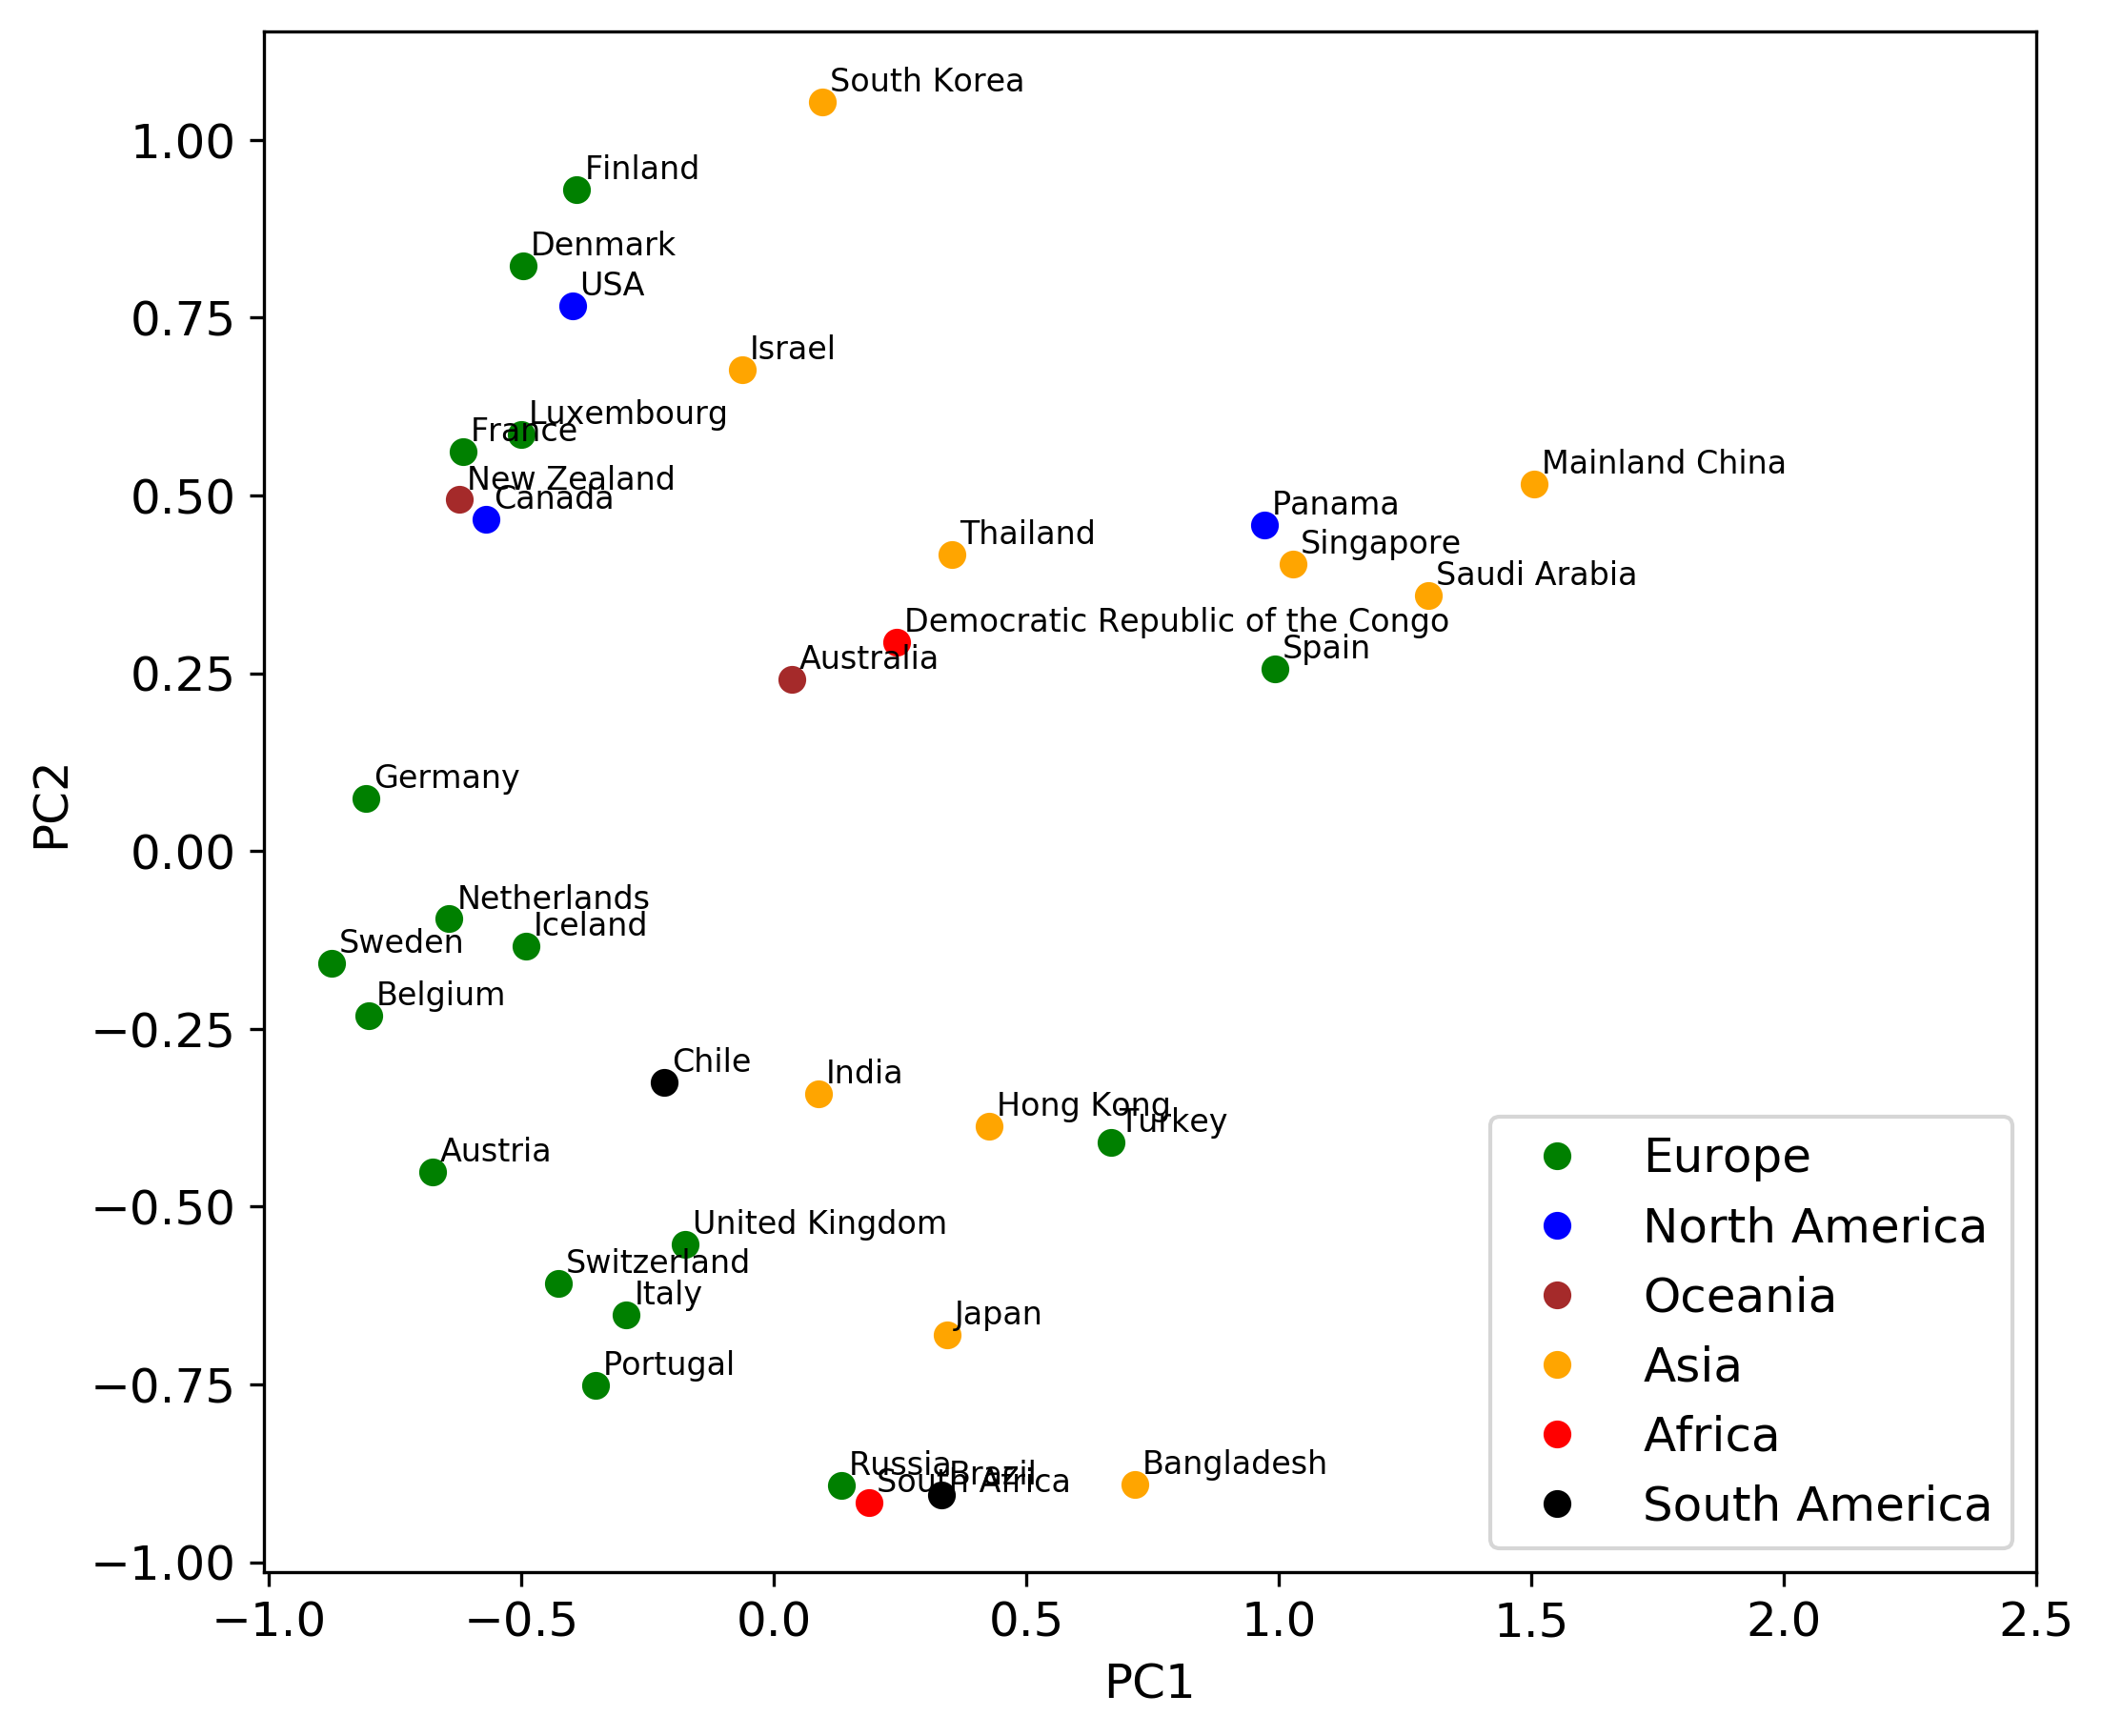 South Korea
1.00
Finland
Denmark
USA
0.75
Israel
Luxembourg
France
Mainland China
New Zealand
Canada
0.50
Panama
Thailand
Singapore
Saudi Arabia
Democratic Republic of the Congo
Spain
Australia
0.25
Germany
PC2
0.00
Netherlands
Iceland
Sweden
Belgium
−0.25
Chile
India
Hong Kong
Turkey
Austria
−0.50
United Kingdom
Switzerland
Italy
Japan
Portugal
−0.75
Russia
Brazil
South Africa
Bangladesh
−1.00
Europe
North America
Oceania
Asia
Africa
South America
−1.0 −0.5 0.0 0.5 1.0 1.5 2.0 2.5
PC1